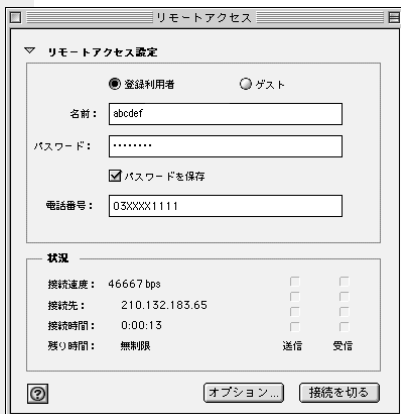 リモートアクセス
リモートアクセス設定
登録利用者 ゲスト
名前： abcdef
パスワード： ••••••••
パスワードを保存
電話番号： 03XXXX1111
状況
接続速度： 46667 bps
接続先： 210.132.183.65
接続時間： 0:00:13
残り時間： 無制限 送信 受信
? オプション... 接続を切る